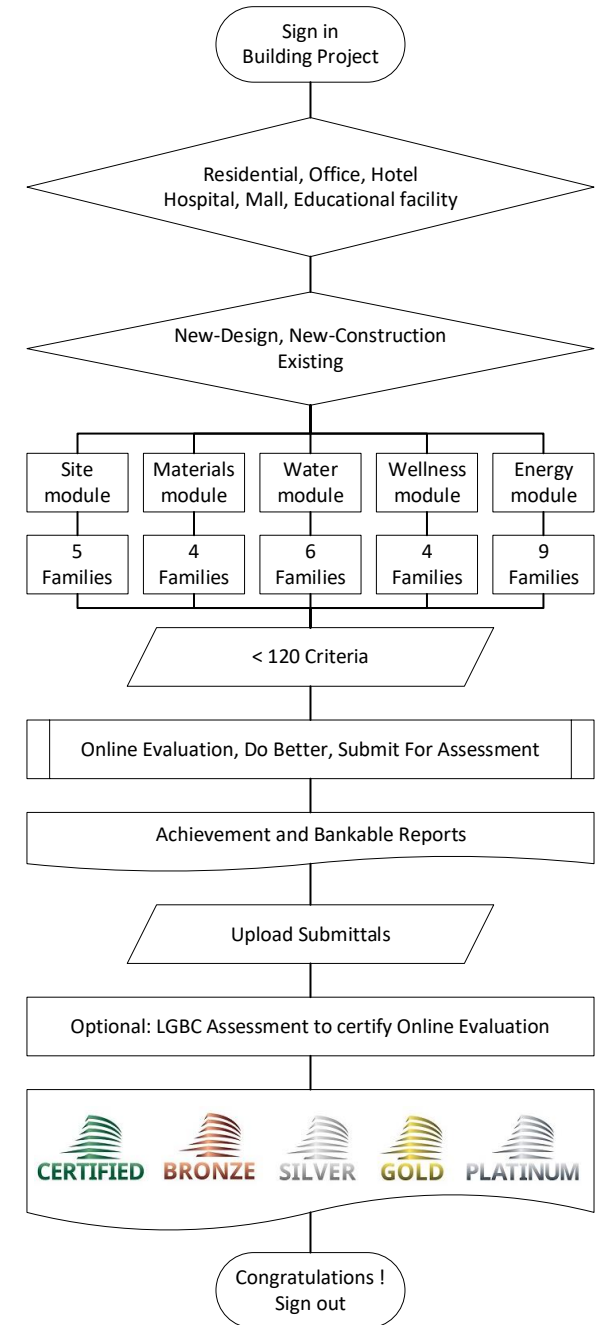 Sign in
Building Project
Residential, Office, Hotel
Hospital, Mall, Educational facility
New-Design, New-Construction
Existing
Site
module
Materials
module
Water
module
Wellness
module
Energy
module
5
Families
4
Families
6
Families
4
Families
9
Families
< 120 Criteria
Online Evaluation, Do Better, Submit For Assessment
Achievement and Bankable Reports
Upload Submittals
Optional: LGBC Assessment to certify Online Evaluation
CERTIFIED
BRONZE
SILVER
GOLD
PLATINUM
Congratulations !
Sign out